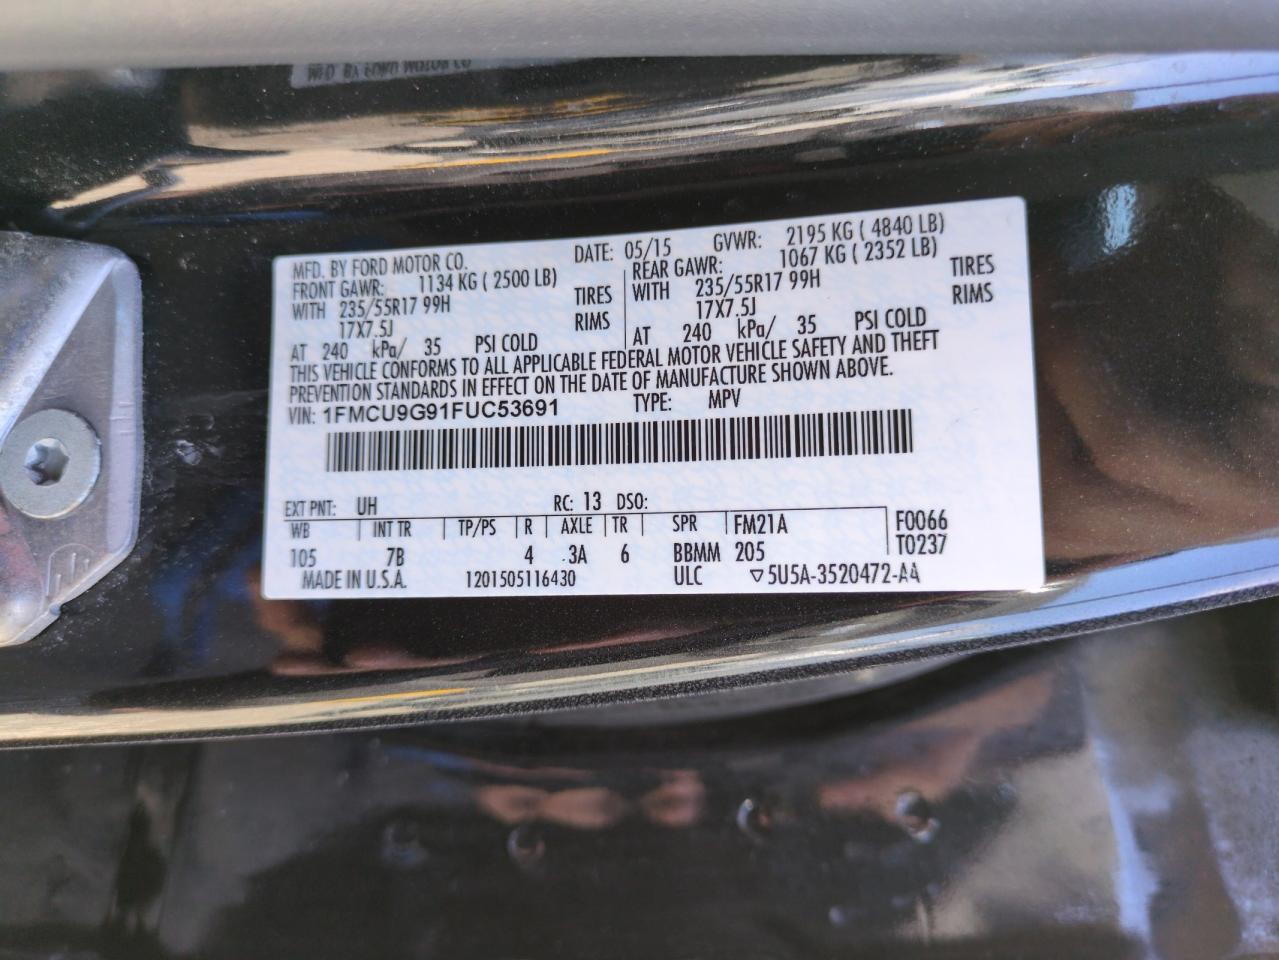 MFD. BY FORD MOTOR CO
MFD. BY FORD MOTOR CO. DATE: 05/15 GVWR: 2195 KG ( 4840 LB)
FRONT GAWR: 1134 KG ( 2500 LB) REAR GAWR: 1067 KG ( 2352 LB)
WITH 235/55R17 99H TIRES WITH 235/55R17 99H TIRES
17X7.5J RIMS 17X7.5J RIMS
AT 240 kPa/ 35 PSI COLD AT 240 kPa/ 35 PSI COLD
THIS VEHICLE CONFORMS TO ALL APPLICABLE FEDERAL MOTOR VEHICLE SAFETY AND THEFT
PREVENTION STANDARDS IN EFFECT ON THE DATE OF MANUFACTURE SHOWN ABOVE.
VIN: 1FMCU9G91FUC53691 TYPE: MPV
EXT PNT: UH RC: 13 DSO:
WB INT TR TP/PS R AXLE TR SPR FM21A F0066
105 7B 4 3A 6 BBMM 205 T0237
MADE IN U.S.A. 1201505116430 ULC ▽5U5A-3520472-AA